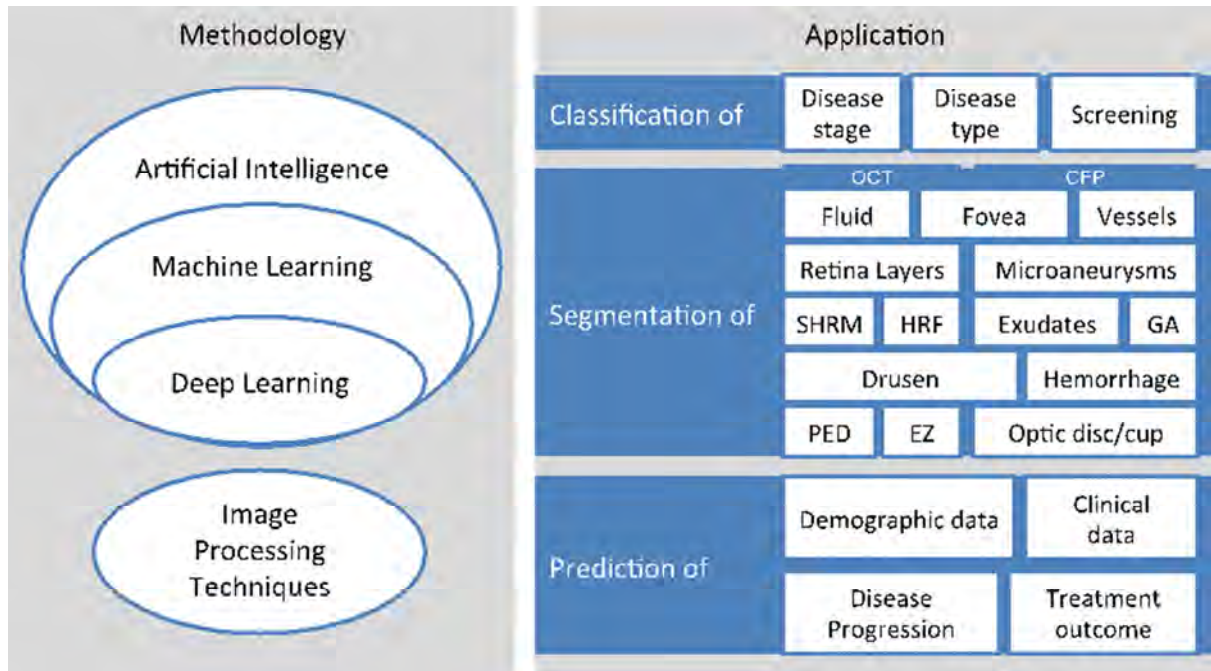 Methodology
Artificial Intelligence
Machine Learning
Deep Learning
Image
Processing
Techniques
Application
Classification of
Disease
stage
Disease
type
Screening
Segmentation of
OCT
CFP
Fluid
Fovea
Vessels
Retina Layers
Microaneurysms
SHRM
HRF
Exudates
GA
Drusen
Hemorrhage
PED
EZ
Optic disc/cup
Prediction of
Demographic data
Clinical
data
Disease
Progression
Treatment
outcome